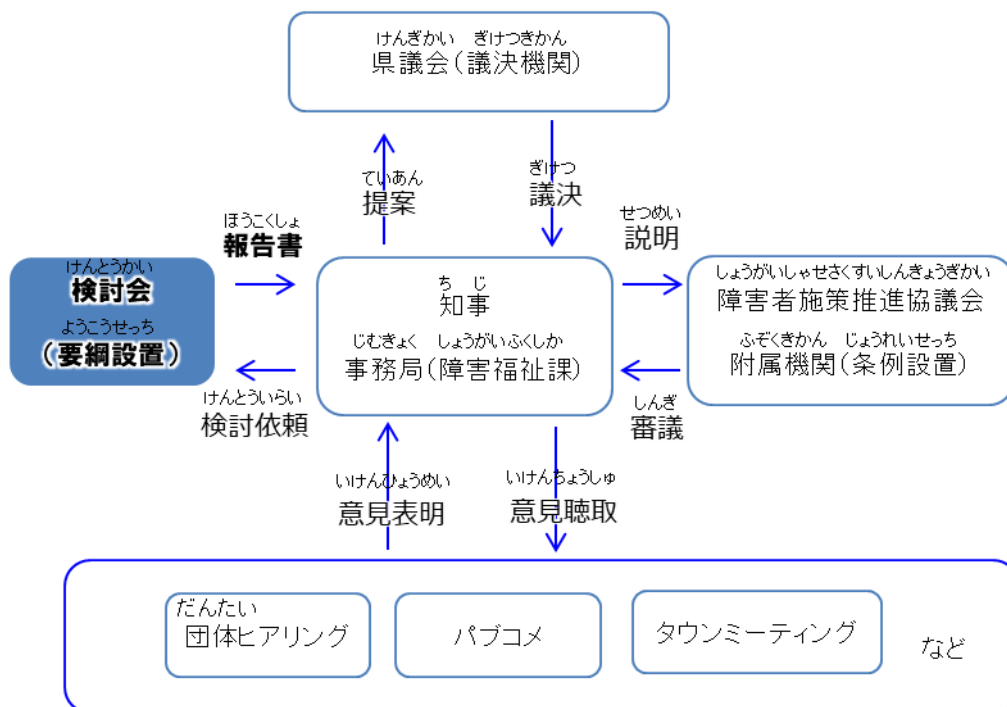 けんぎかい　ぎけつきかん
県議会（議決機関）
ていあん
提案
ぎけつ
議決
ほうこくしょ
報告書
せつめい
説明
けんとうかい
検討会
ようこうせっち
（要綱設置）
ちじ
知事
じむきょく　しょうがいふくしか
事務局（障害福祉課）
しょうがいしゃせさくすいしんきょうぎかい
障害者施策推進協議会
ふぞくきかん　じょうれいせっち
附属機関（条例設置）
けんとういらい
検討依頼
しんぎ
審議
いけんひょうめい
意見表明
いけんちょうしゅ
意見聴取
だんたい
団体ヒアリング
パブコメ
タウンミーティング
など